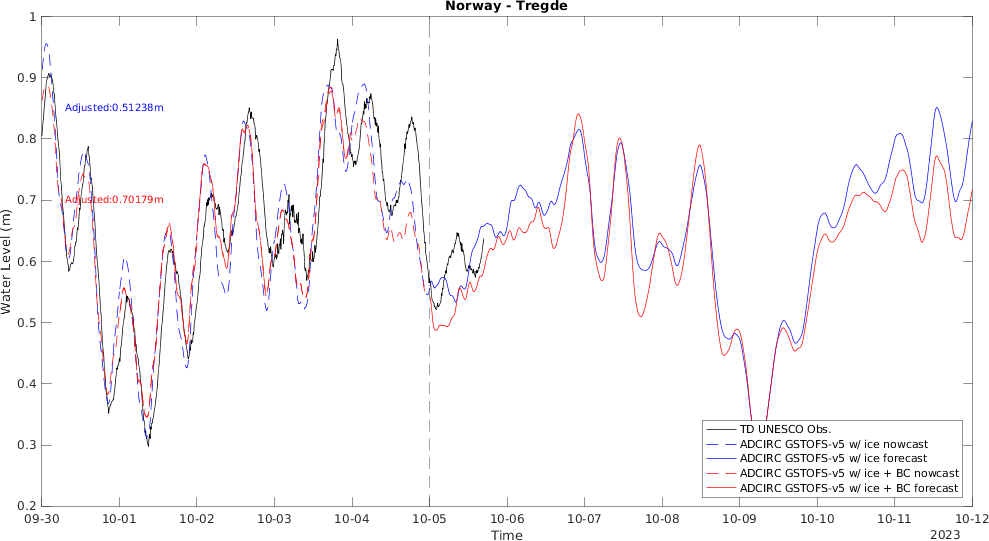 Norway - Tregde
1
0.9
0.8
0.7
0.6
0.5
0.4
0.3
0.2
Water Level (m)
Adjusted:0.51238m
Adjusted:0.70179m
TD UNESCO Obs.
ADCIRC GSTOFS-v5 w/ ice nowcast
ADCIRC GSTOFS-v5 w/ ice forecast
ADCIRC GSTOFS-v5 w/ ice + BC nowcast
ADCIRC GSTOFS-v5 w/ ice + BC forecast
09-30 10-01 10-02 10-03 10-04 10-05 10-06 10-07 10-08 10-09 10-10 10-11 10-12
Time
2023